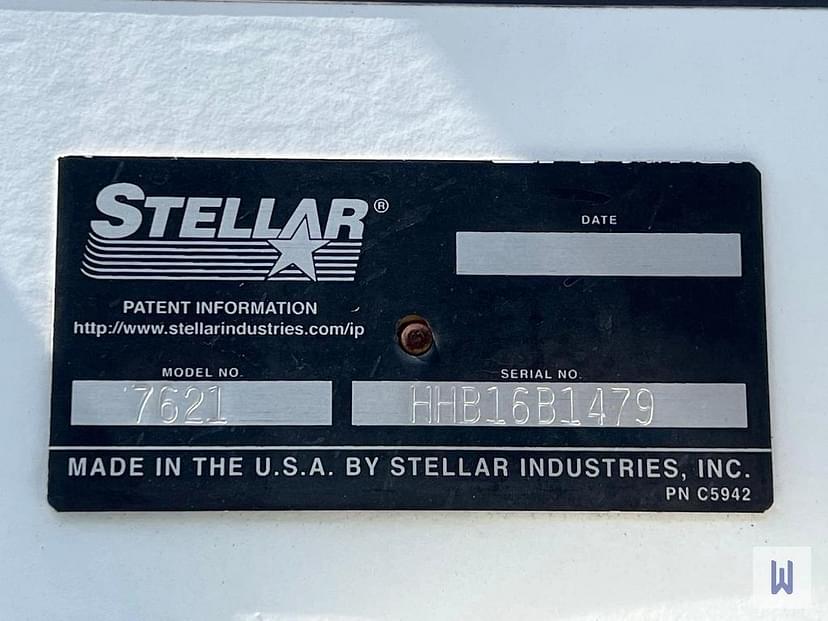 STELLAR®
DATE
PATENT INFORMATION
http://www.stellarindustries.com/ip
MODEL NO.
SERIAL NO.
7621
HHB16B1479
MADE IN THE U.S.A. BY STELLAR INDUSTRIES, INC.
PN C5942
W